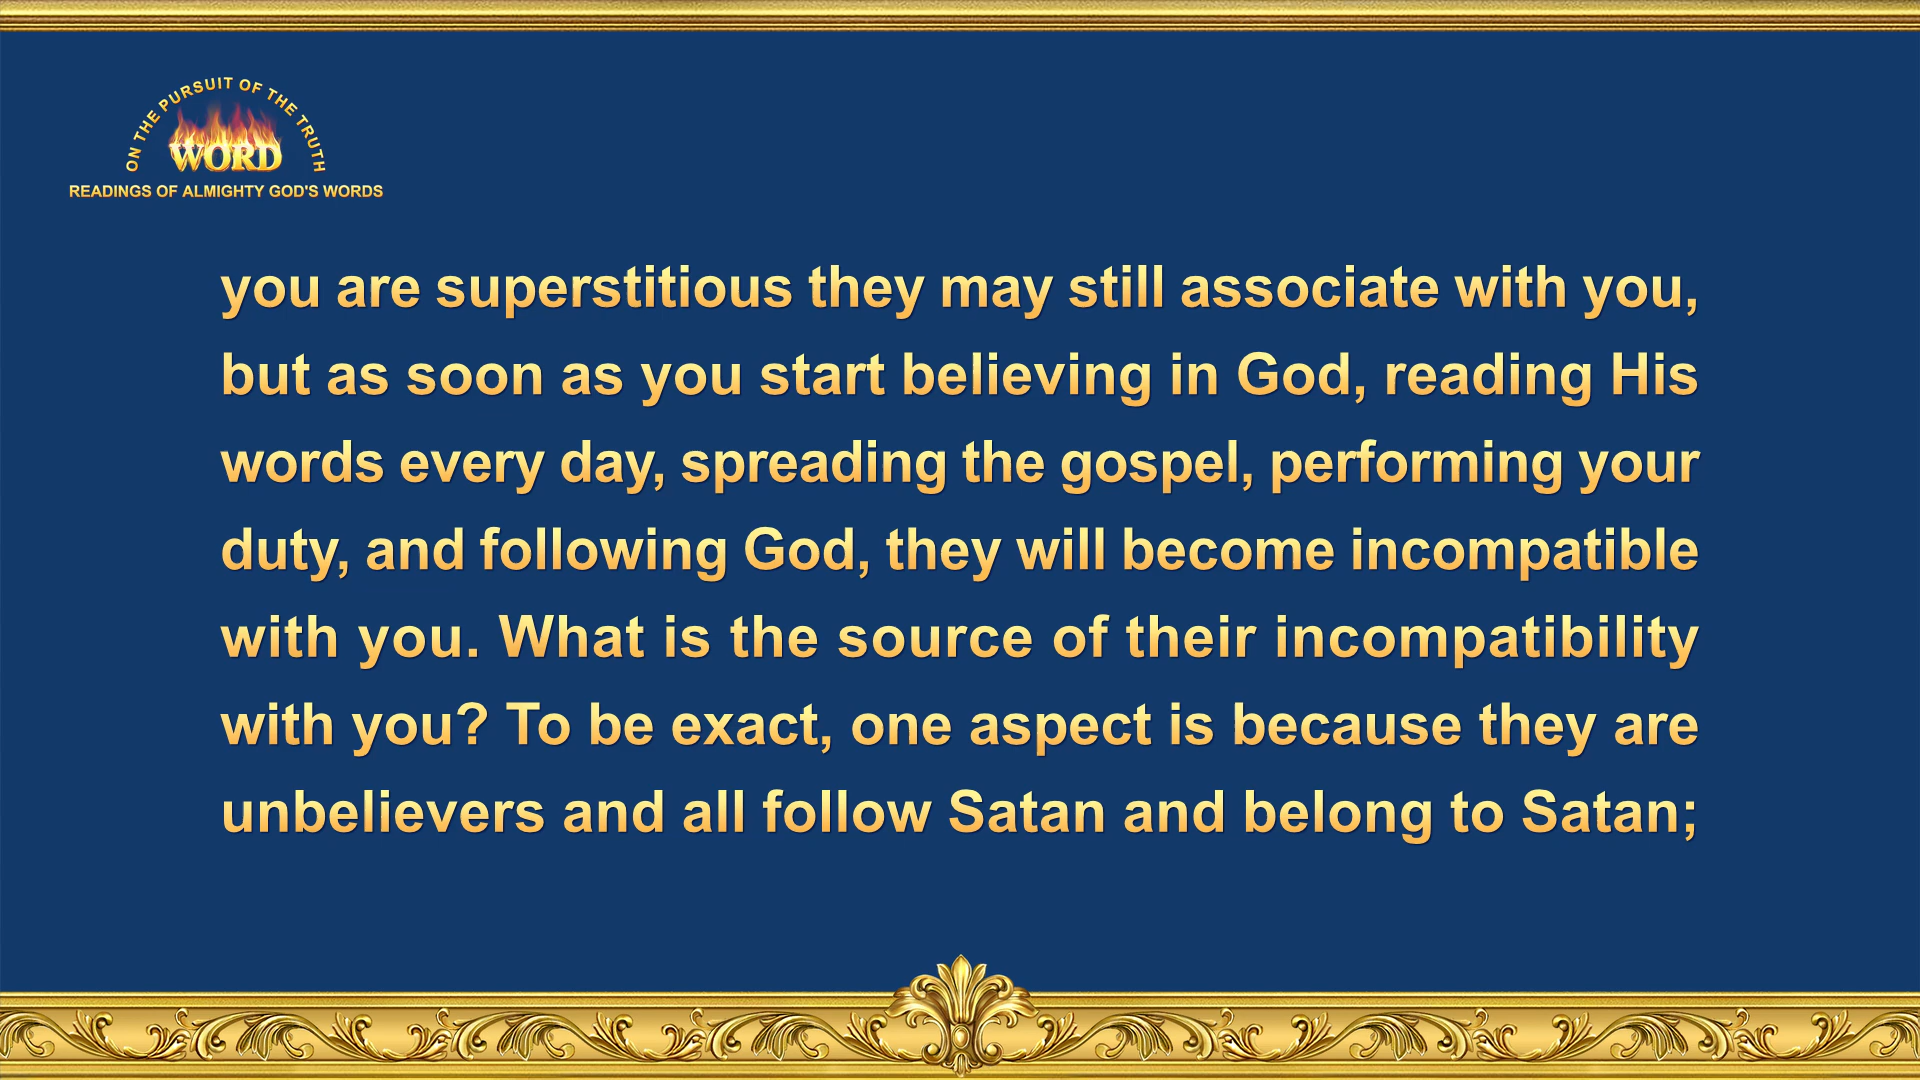 ON THE PURSUIT OF THE TRUTH
WORD
READINGS OF ALMIGHTY GOD'S WORDS
you are superstitious they may still associate with you,
but as soon as you start believing in God, reading His
words every day, spreading the gospel, performing your
duty, and following God, they will become incompatible
with you. What is the source of their incompatibility
with you? To be exact, one aspect is because they are
unbelievers and all follow Satan and belong to Satan;